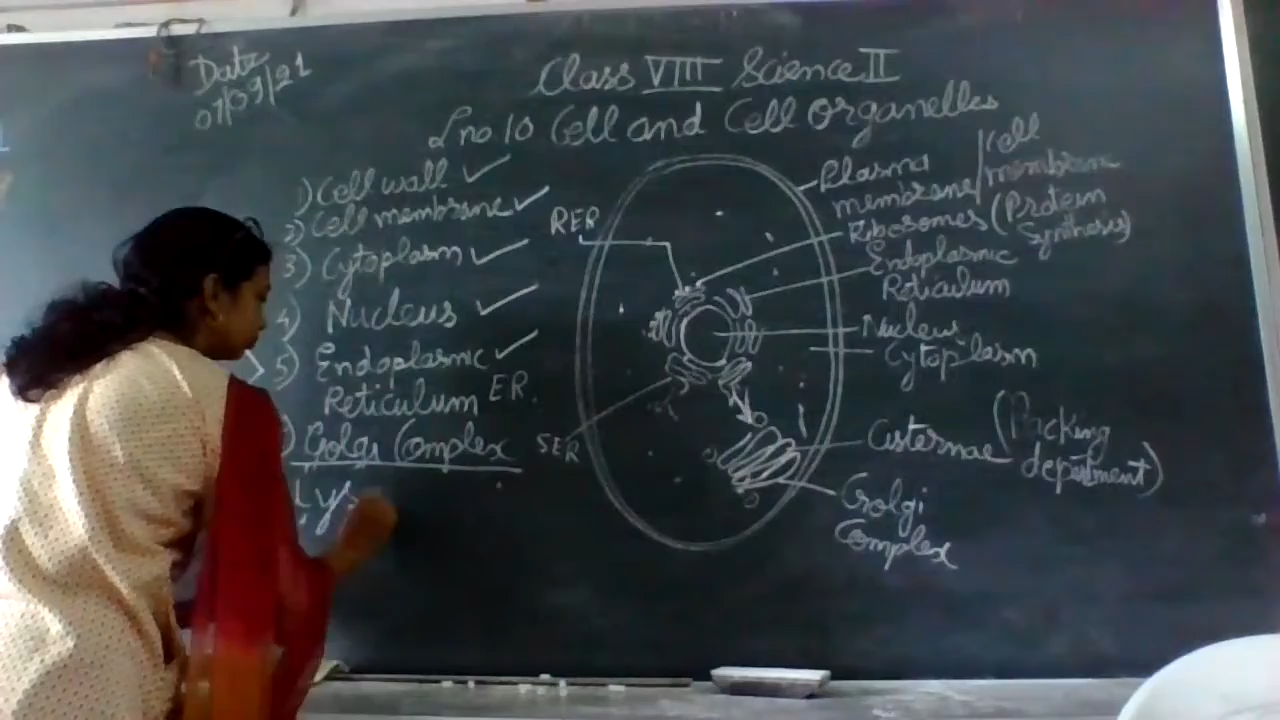 Date
07/09/21
Class VIII Science II
L no 10 Cell and Cell Organelles
1) Cell wall ✓
2) Cell membrane ✓
3) Cytoplasm ✓
4) Nucleus ✓
5) Endoplasmic ✓
Reticulum ER.
) Golgi Complex
Lys
RER
SER
Plasma
membrane/cell membrane
Ribosomes (Protein Synthesis)
Endoplasmic
Reticulum
Nucleus
Cytoplasm
Cisternae (Packing department)
Golgi
Complex